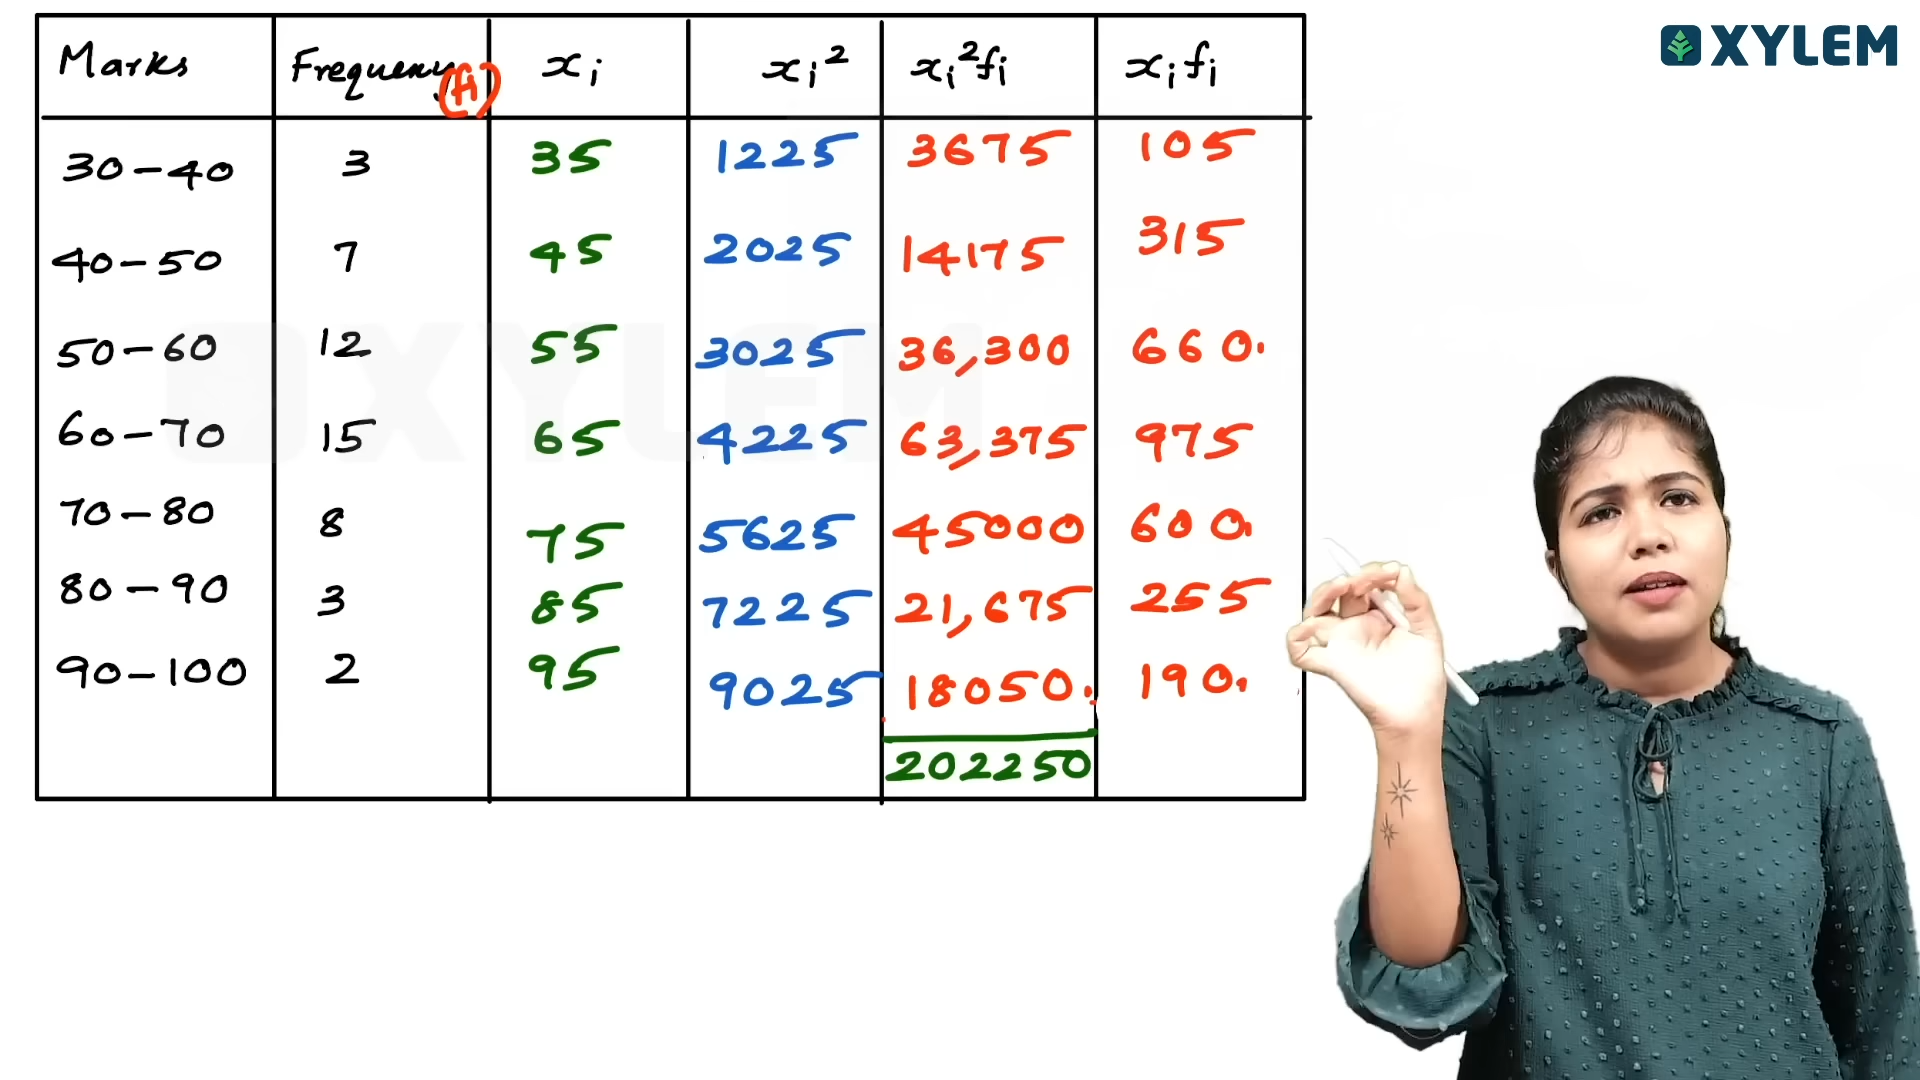 XYLEM
Marks Frequency (fi) xi xi² xi²fi xifi
30-40 3 35 1225 3675 105
40-50 7 45 2025 14175 315
50-60 12 55 3025 36,300 660.
60-70 15 65 4225 63,375 975
70-80 8 75 5625 45000 600.
80-90 3 85 7225 21,675 255
90-100 2 95 9025 18050. 190.
202250
XYLEM